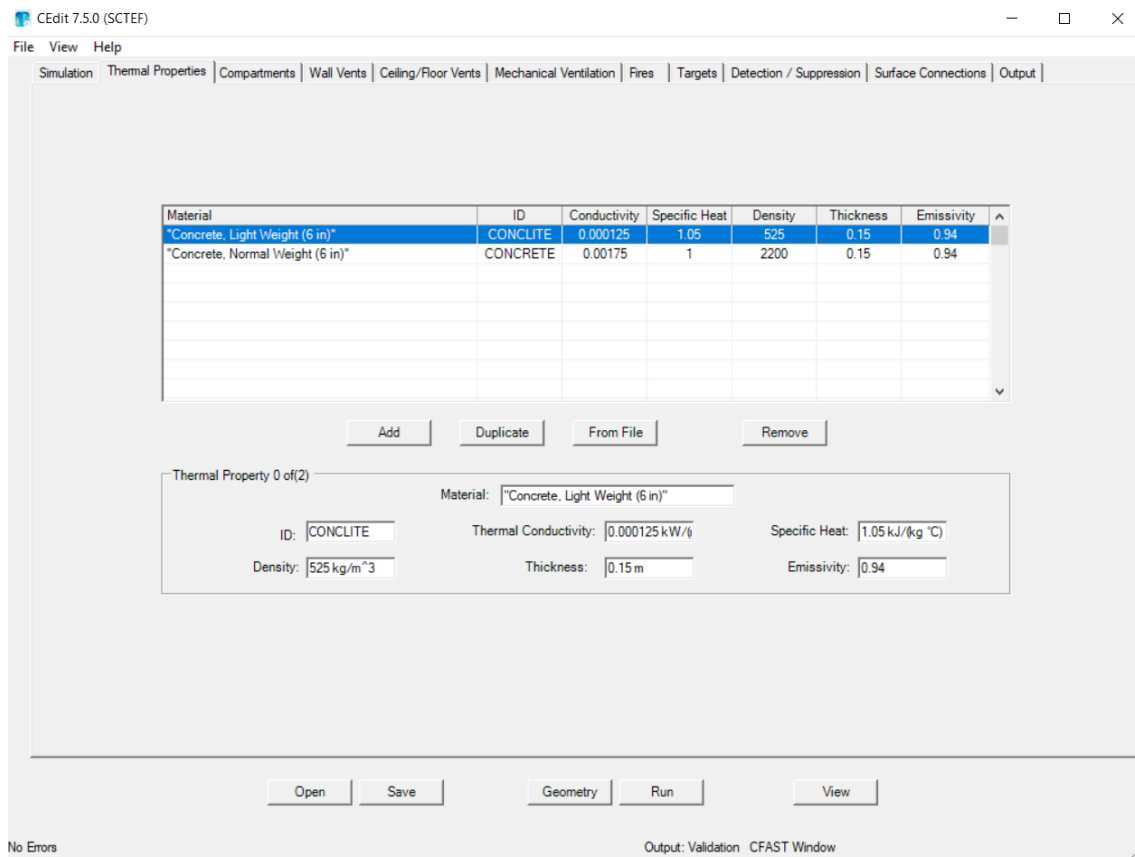 CEdit 7.5.0 (SCTEF)
File View Help
Simulation Thermal Properties Compartments Wall Vents Ceiling/Floor Vents Mechanical Ventilation Fires Targets Detection / Suppression Surface Connections Output
Material ID Conductivity Specific Heat Density Thickness Emissivity
"Concrete, Light Weight (6 in)" CONCLITE 0.000125 1.05 525 0.15 0.94
"Concrete, Normal Weight (6 in)" CONCRETE 0.00175 1 2200 0.15 0.94
Add Duplicate From File Remove
Thermal Property 0 of(2)
Material: "Concrete, Light Weight (6 in)"
ID: CONCLITE Thermal Conductivity: 0.000125 kW/( Specific Heat: 1.05 kJ/(kg °C)
Density: 525 kg/m^3 Thickness: 0.15 m Emissivity: 0.94
Open Save Geometry Run View
No Errors Output: Validation CFAST Window